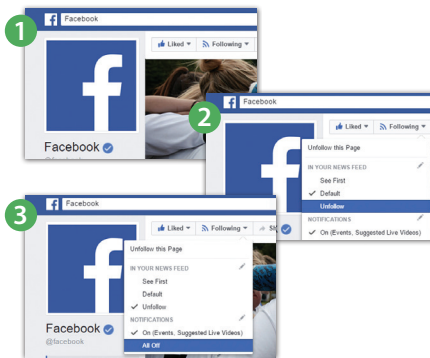 1
f Facebook
Liked Following
Facebook
2
f Facebook
Liked Following
Unfollow this Page
IN YOUR NEWS FEED
See First
Default
Unfollow
NOTIFICATIONS
On (Events, Suggested Live Videos)
3
f Facebook
Liked Following
Unfollow this Page
IN YOUR NEWS FEED
See First
Default
Unfollow
NOTIFICATIONS
On (Events, Suggested Live Videos)
All Off
Facebook
@facebook